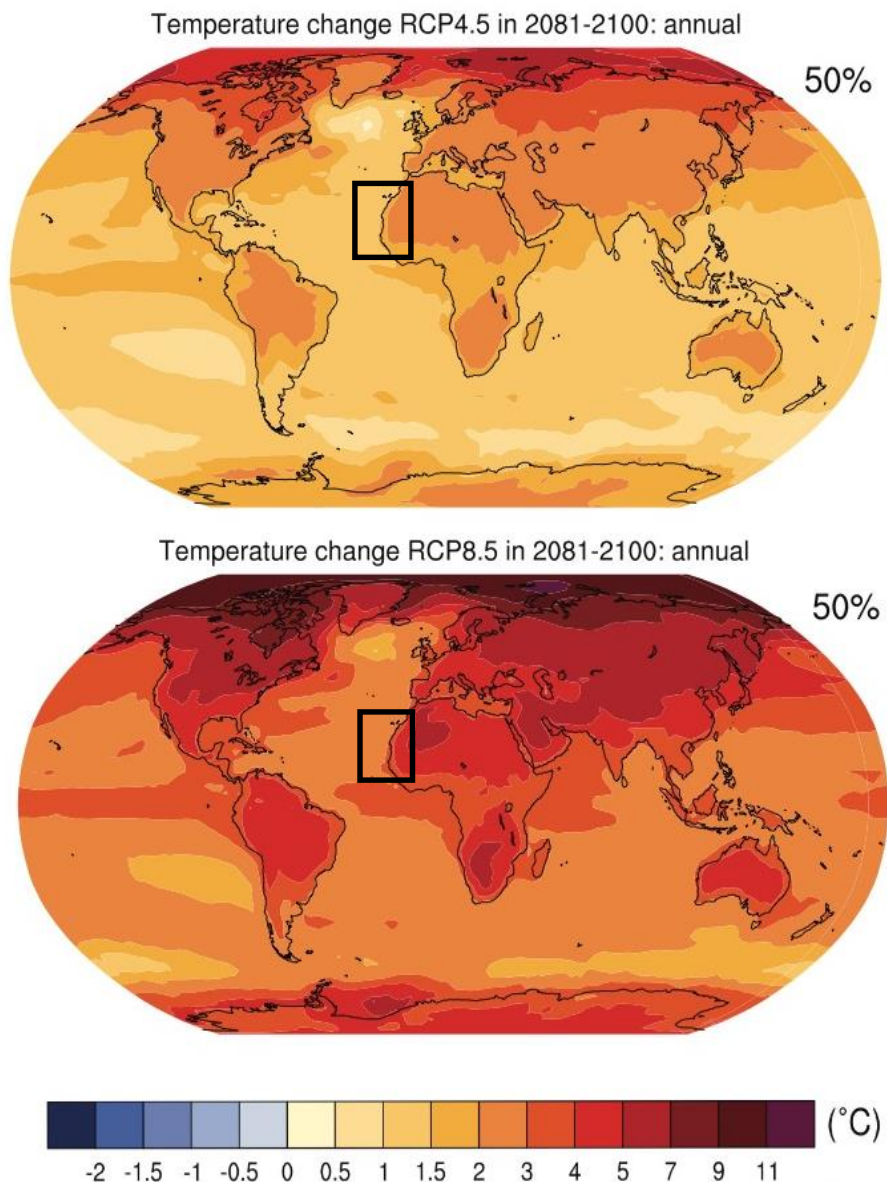 Temperature change RCP4.5 in 2081-2100: annual
50%
Temperature change RCP8.5 in 2081-2100: annual
50%
(°C)
-2 -1.5 -1 -0.5 0 0.5 1 1.5 2 3 4 5 7 9 11